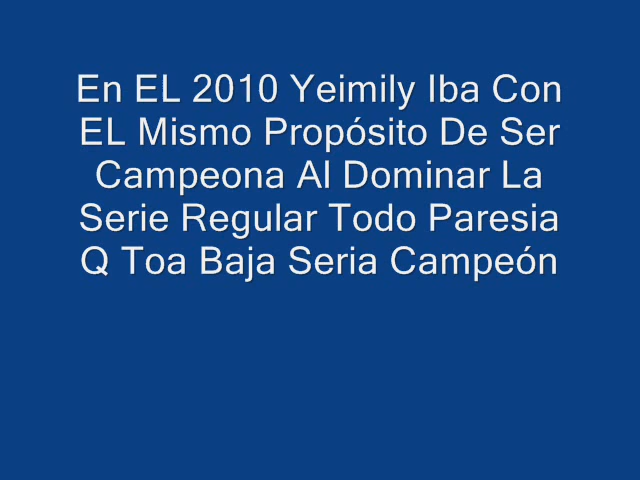 En EL 2010 Yeimily Iba Con
EL Mismo Propósito De Ser
Campeona Al Dominar La
Serie Regular Todo Paresia
Q Toa Baja Seria Campeón